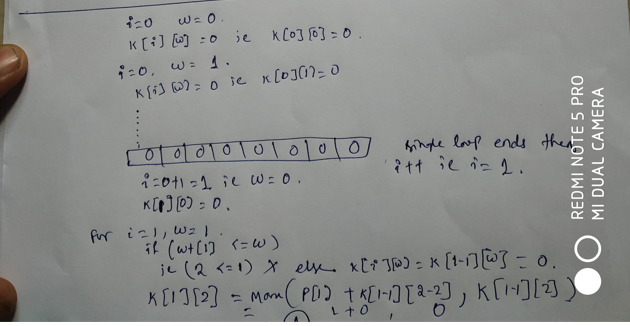 i=0 w=0.
K[i][w]=0 ie K[0][0]=0.
i=0. w=1.
K[i][w]=0 ie K[0][1]=0
0 0 0 0 0 0 0 0
single loop ends then
i++ ie i=1.
i=0+1=1 ie w=0.
K[1][0]=0.
For i=1, w=1.
if (wt[1] <=w)
ie (2 <=1) X else K[i][w]=K[1-1][w]=0.
K[1][2] = Max(P[1] + K[1-1][2-2], K[1-1][2])
= 1+0, 0
REDMI NOTE 5 PRO
MI DUAL CAMERA